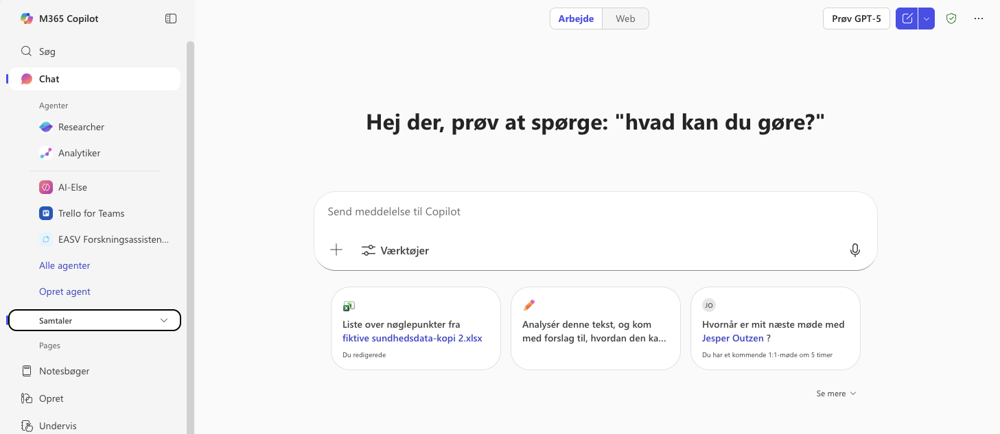 M365 Copilot
Søg
Chat
Agenter
Researcher
Analytiker
AI-Else
Trello for Teams
EASV Forskningsassisten...
Alle agenter
Opret agent
Samtaler
Pages
Notesbøger
Opret
Undervis
Arbejde Web
Prøv GPT-5
Hej der, prøv at spørge: "hvad kan du gøre?"
Send meddelelse til Copilot
Værktøjer
Liste over nøglepunkter fra
fiktive sundhedsdata-kopi 2.xlsx
Du redigerede
Analysér denne tekst, og kom
med forslag til, hvordan den ka...
JO
Hvornår er mit næste møde med
Jesper Outzen ?
Du har et kommende 1:1-møde om 5 timer
Se mere